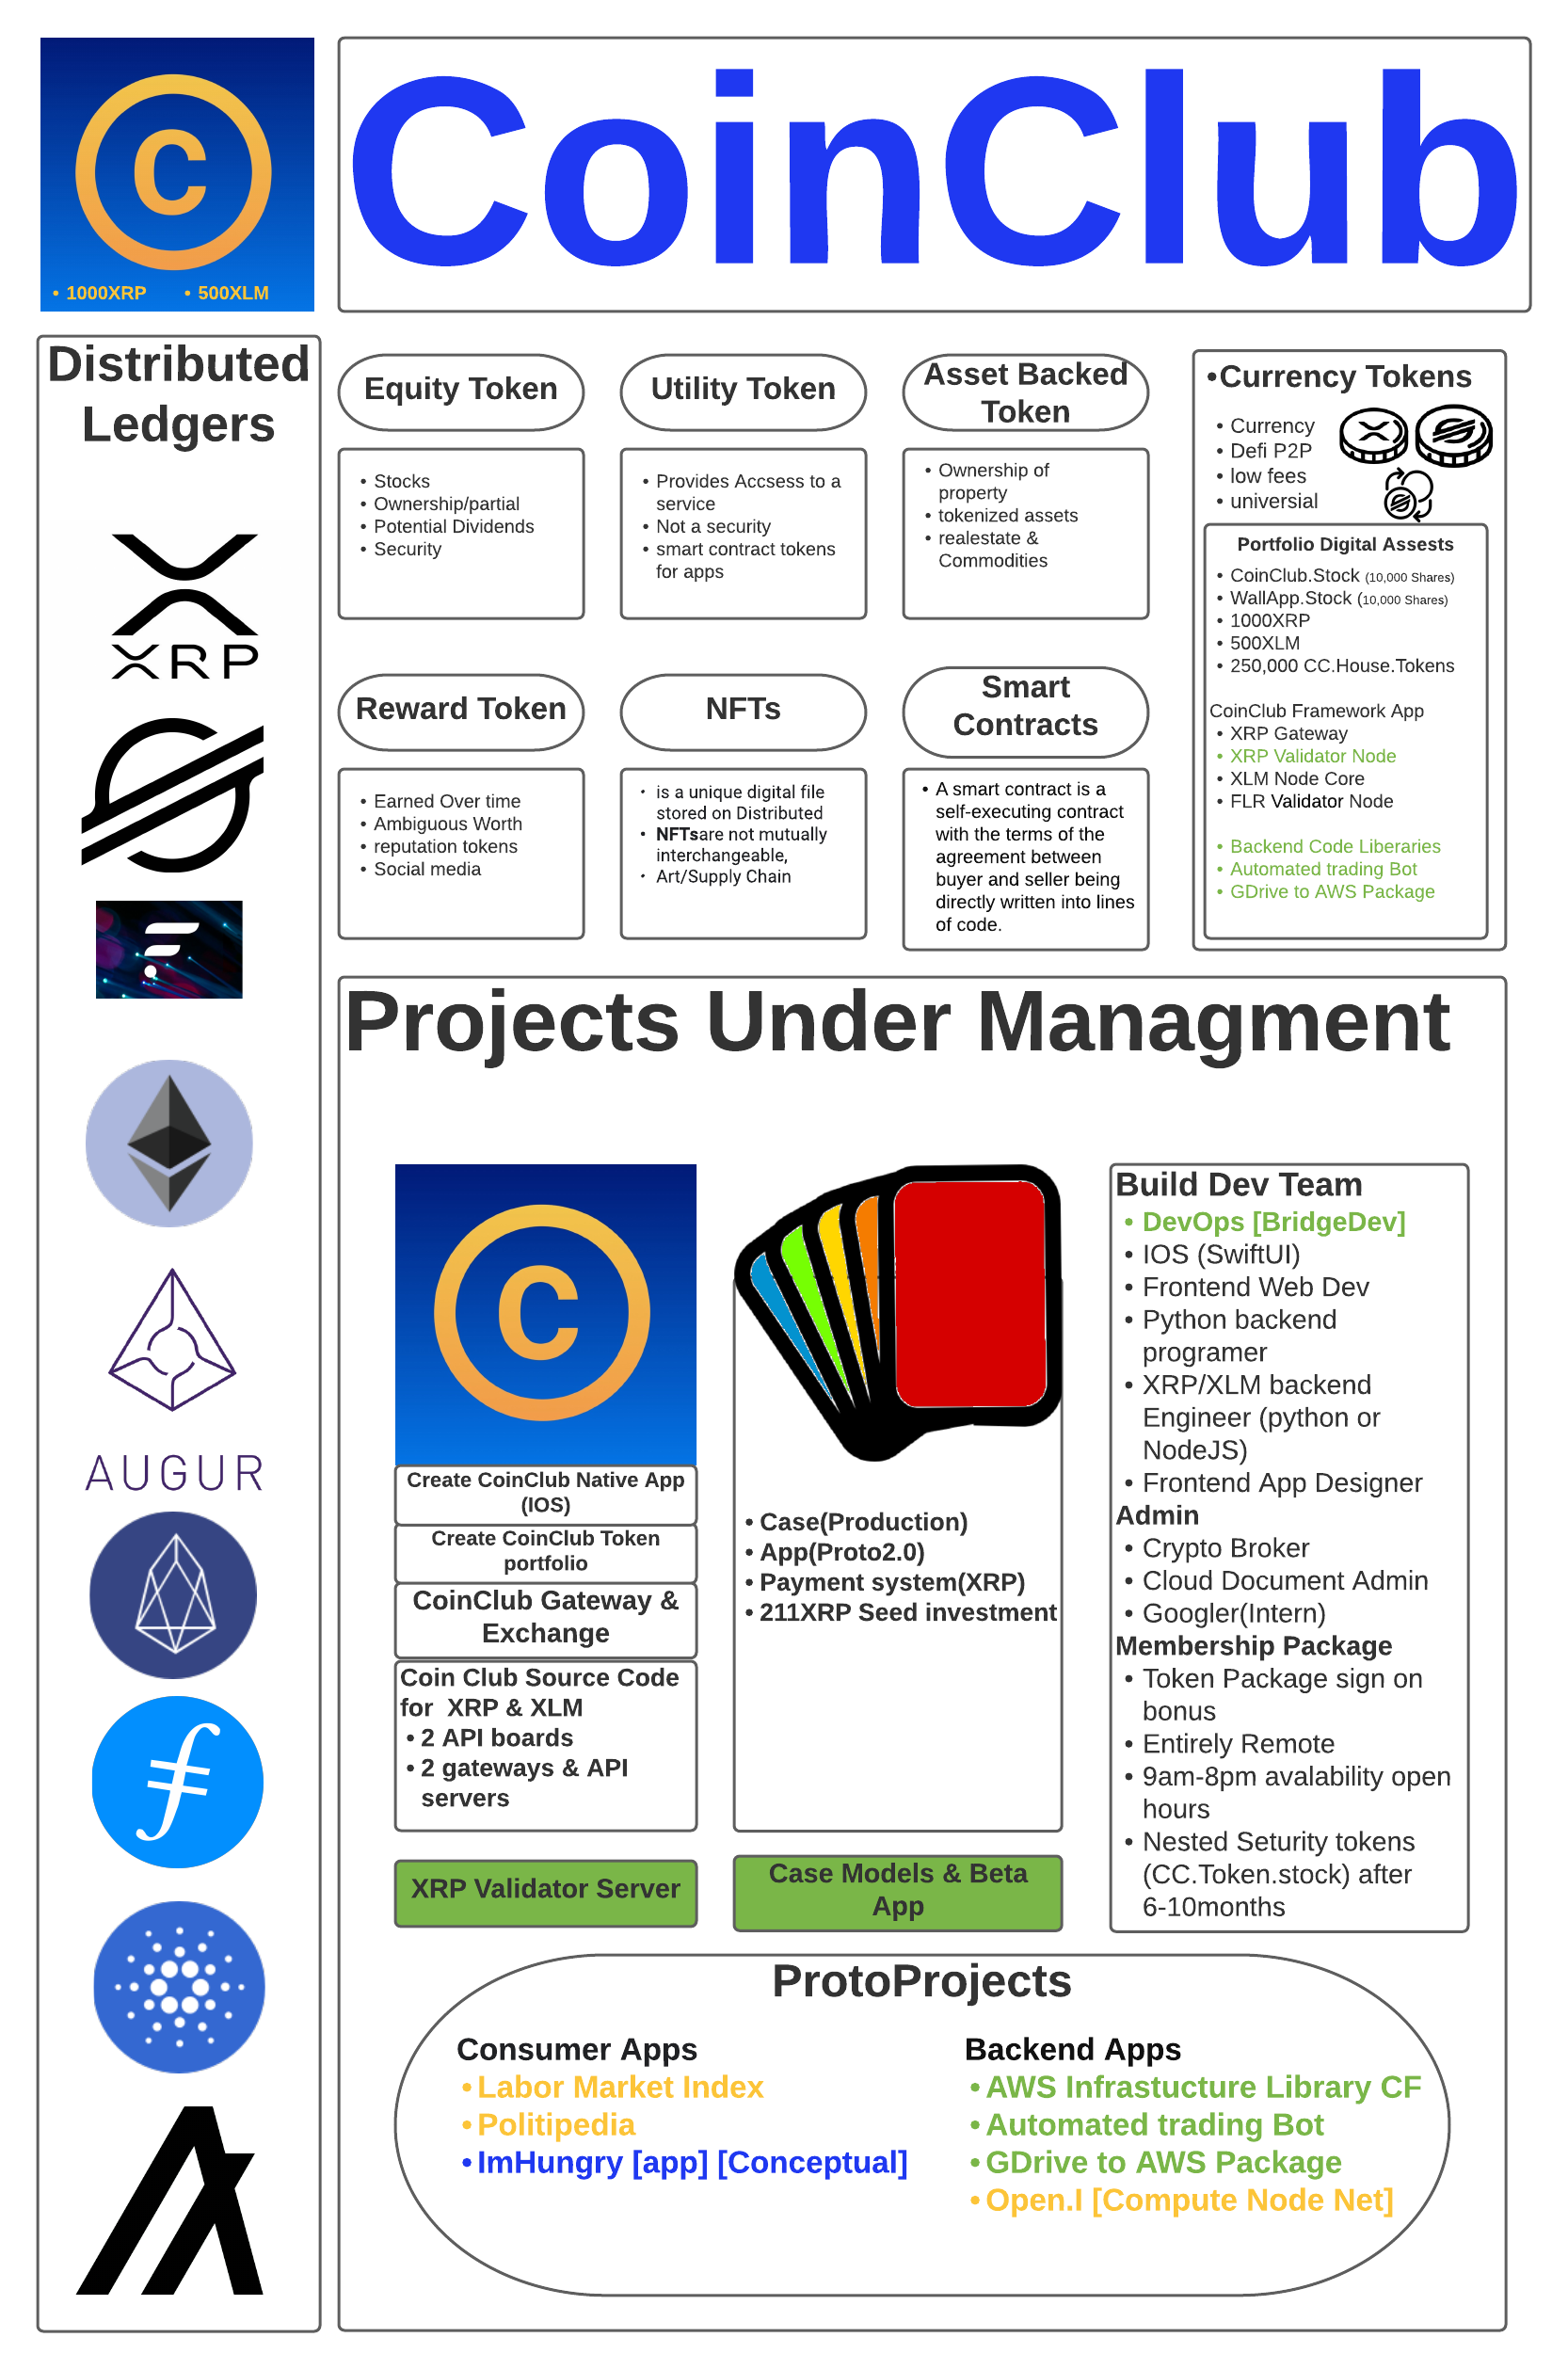 C
• 1000XRP
• 500XLM
CoinClub
Distributed
Ledgers
XRP
AUGUR
Equity Token
• Stocks
• Ownership/partial
• Potential Dividends
• Security
Utility Token
• Provides Accsess to a
service
• Not a security
• smart contract tokens
for apps
Asset Backed
Token
• Ownership of
property
• tokenized assets
• realestate &
Commodities
•Currency Tokens
• Currency
• Defi P2P
• low fees
• universial
Portfolio Digital Assests
• CoinClub.Stock (10,000 Shares)
• WallApp.Stock (10,000 Shares)
• 1000XRP
• 500XLM
• 250,000 CC.House.Tokens
CoinClub Framework App
• XRP Gateway
• XRP Validator Node
• XLM Node Core
• FLR Validator Node
• Backend Code Liberaries
• Automated trading Bot
• GDrive to AWS Package
Reward Token
• Earned Over time
• Ambiguous Worth
• reputation tokens
• Social media
NFTs
• is a unique digital file
stored on Distributed
• NFTsare not mutually
interchangeable,
• Art/Supply Chain
Smart
Contracts
• A smart contract is a
self-executing contract
with the terms of the
agreement between
buyer and seller being
directly written into lines
of code.
Projects Under Managment
C
Create CoinClub Native App
(IOS)
Create CoinClub Token
portfolio
CoinClub Gateway &
Exchange
Coin Club Source Code
for XRP & XLM
• 2 API boards
• 2 gateways & API
servers
XRP Validator Server
• Case(Production)
• App(Proto2.0)
• Payment system(XRP)
• 211XRP Seed investment
Case Models & Beta
App
Build Dev Team
• DevOps [BridgeDev]
• IOS (SwiftUI)
• Frontend Web Dev
• Python backend
programer
• XRP/XLM backend
Engineer (python or
NodeJS)
• Frontend App Designer
Admin
• Crypto Broker
• Cloud Document Admin
• Googler(Intern)
Membership Package
• Token Package sign on
bonus
• Entirely Remote
• 9am-8pm avalability open
hours
• Nested Seturity tokens
(CC.Token.stock) after
6-10months
ProtoProjects
Consumer Apps
•Labor Market Index
•Politipedia
•ImHungry [app] [Conceptual]
Backend Apps
•AWS Infrastucture Library CF
•Automated trading Bot
•GDrive to AWS Package
•Open.I [Compute Node Net]